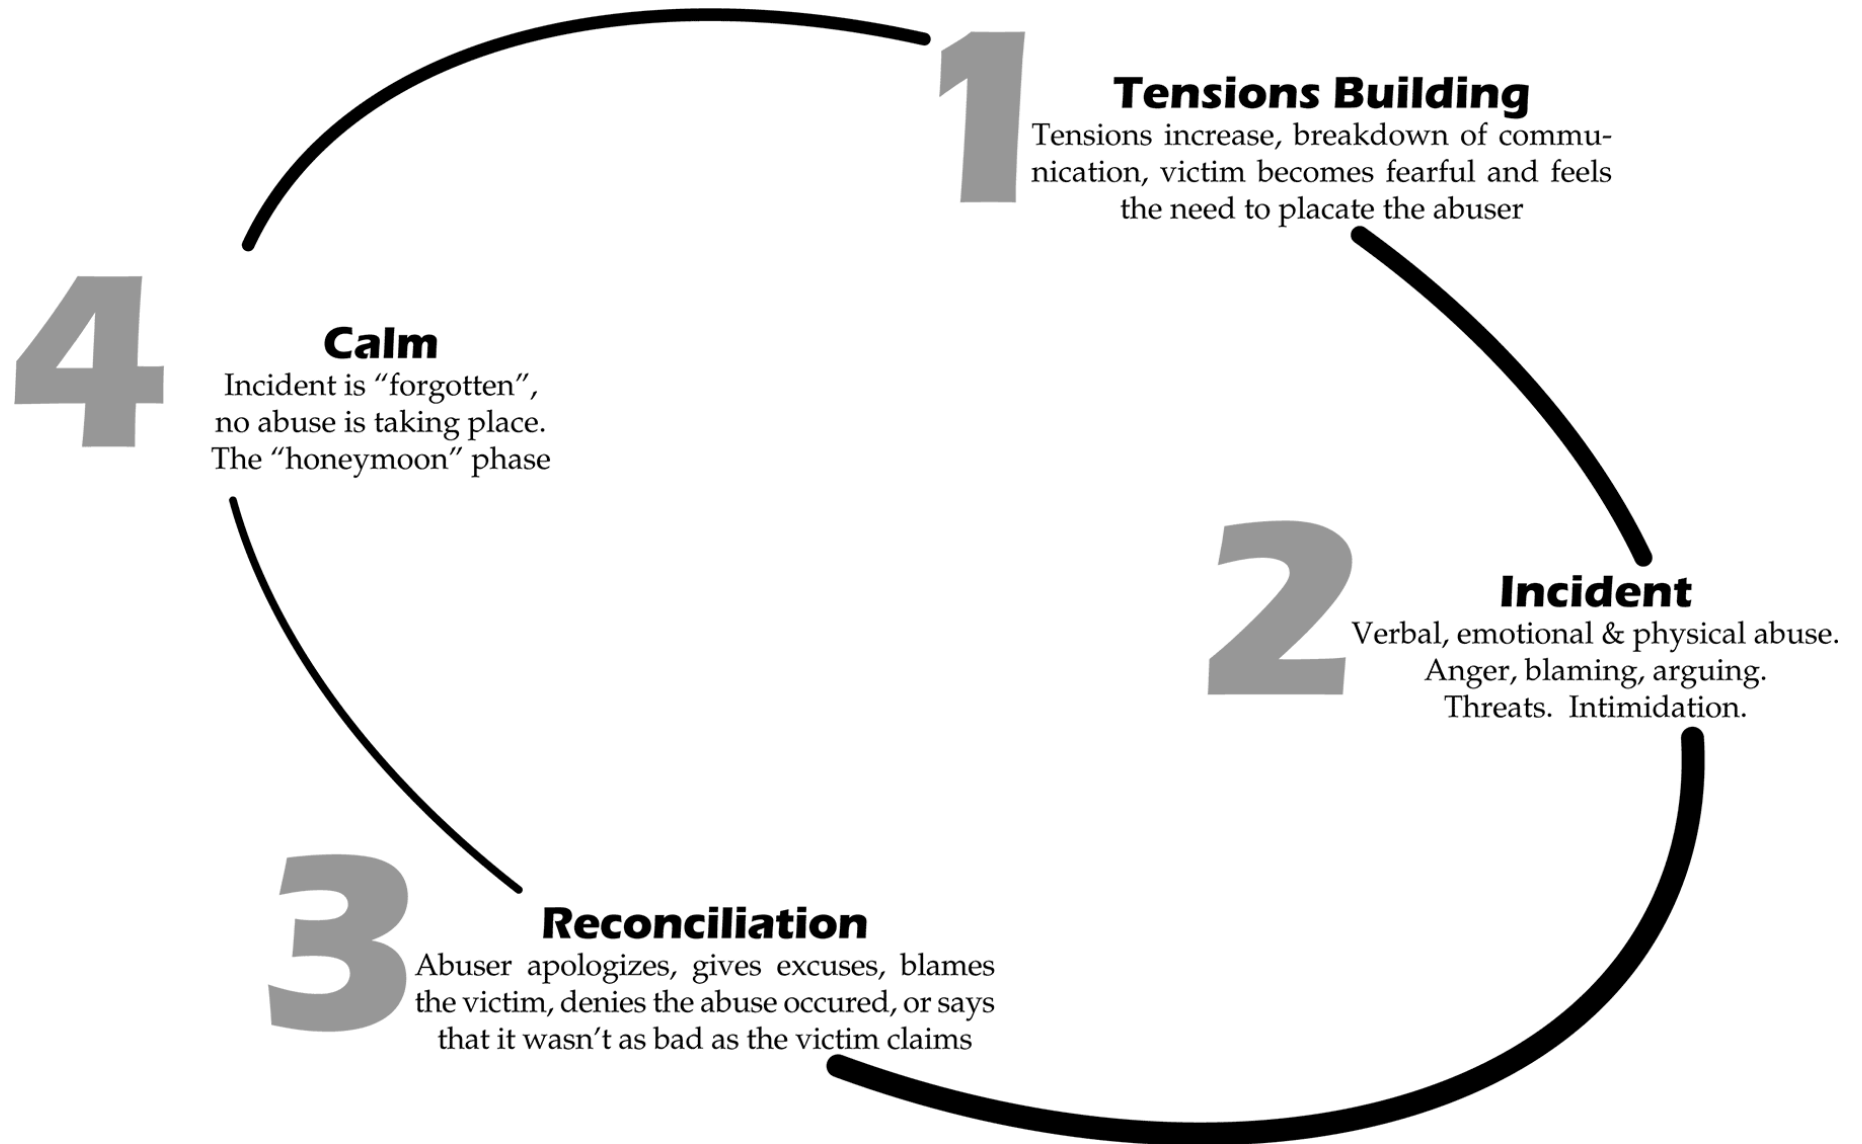 1
Tensions Building
Tensions increase, breakdown of commu-
nication, victim becomes fearful and feels
the need to placate the abuser
2
Incident
Verbal, emotional & physical abuse.
Anger, blaming, arguing.
Threats.  Intimidation.
3
Reconciliation
Abuser apologizes, gives excuses, blames
the victim, denies the abuse occured, or says
that it wasn’t as bad as the victim claims
4
Calm
Incident is “forgotten”,
no abuse is taking place.
The “honeymoon” phase